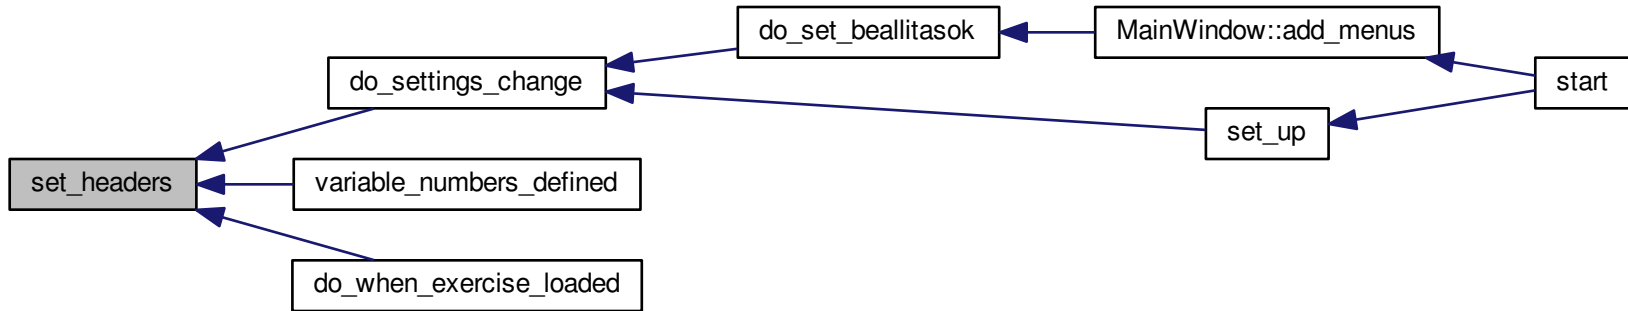 do_set_beallitasok
MainWindow::add_menus
do_settings_change
start
set_up
set_headers
variable_numbers_defined
do_when_exercise_loaded